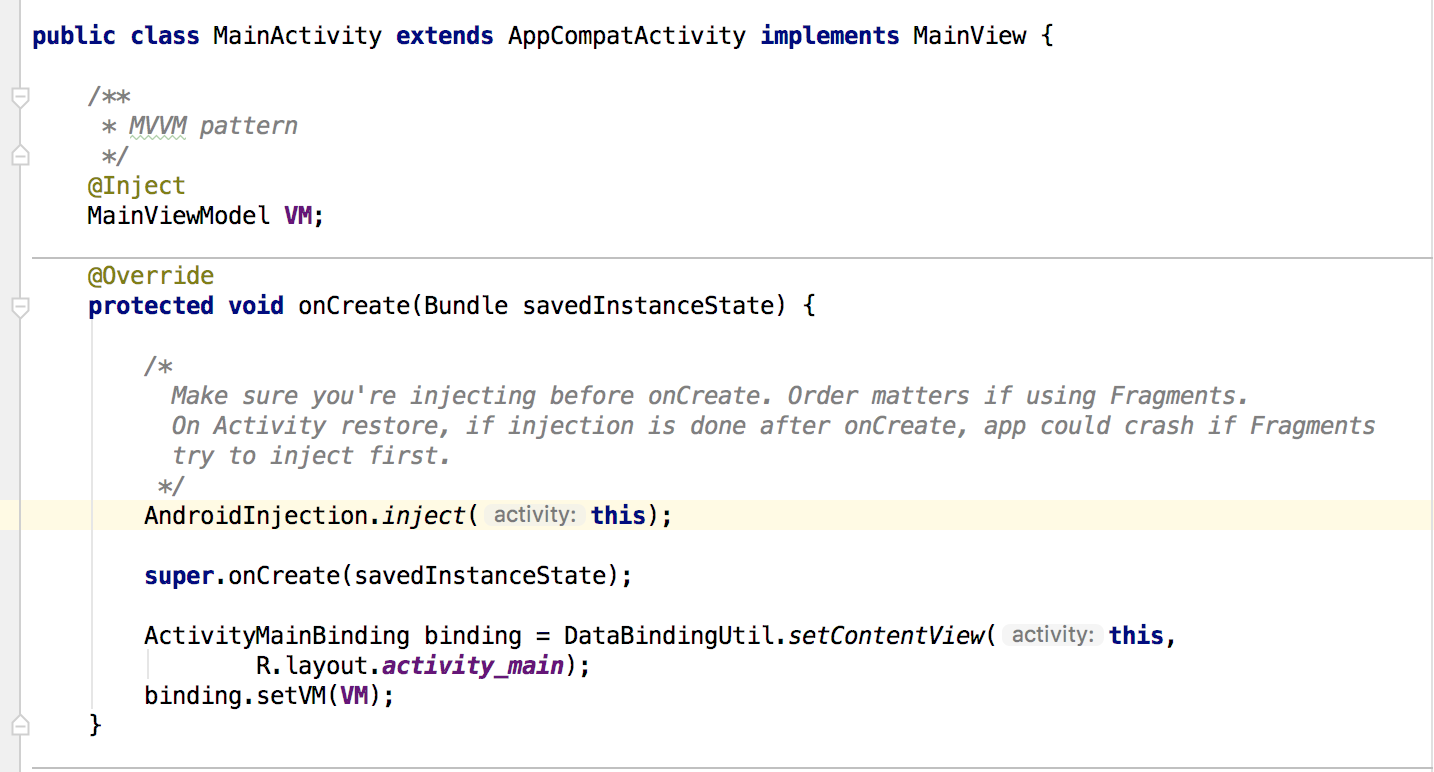 public class MainActivity extends AppCompatActivity implements MainView {
/**
* MVVM pattern
*/
@Inject
MainViewModel VM;
@Override
protected void onCreate(Bundle savedInstanceState) {
/*
Make sure you're injecting before onCreate. Order matters if using Fragments.
On Activity restore, if injection is done after onCreate, app could crash if Fragments
try to inject first.
*/
AndroidInjection.inject( activity: this);
super.onCreate(savedInstanceState);
ActivityMainBinding binding = DataBindingUtil.setContentView( activity: this,
R.layout.activity_main);
binding.setVM(VM);
}